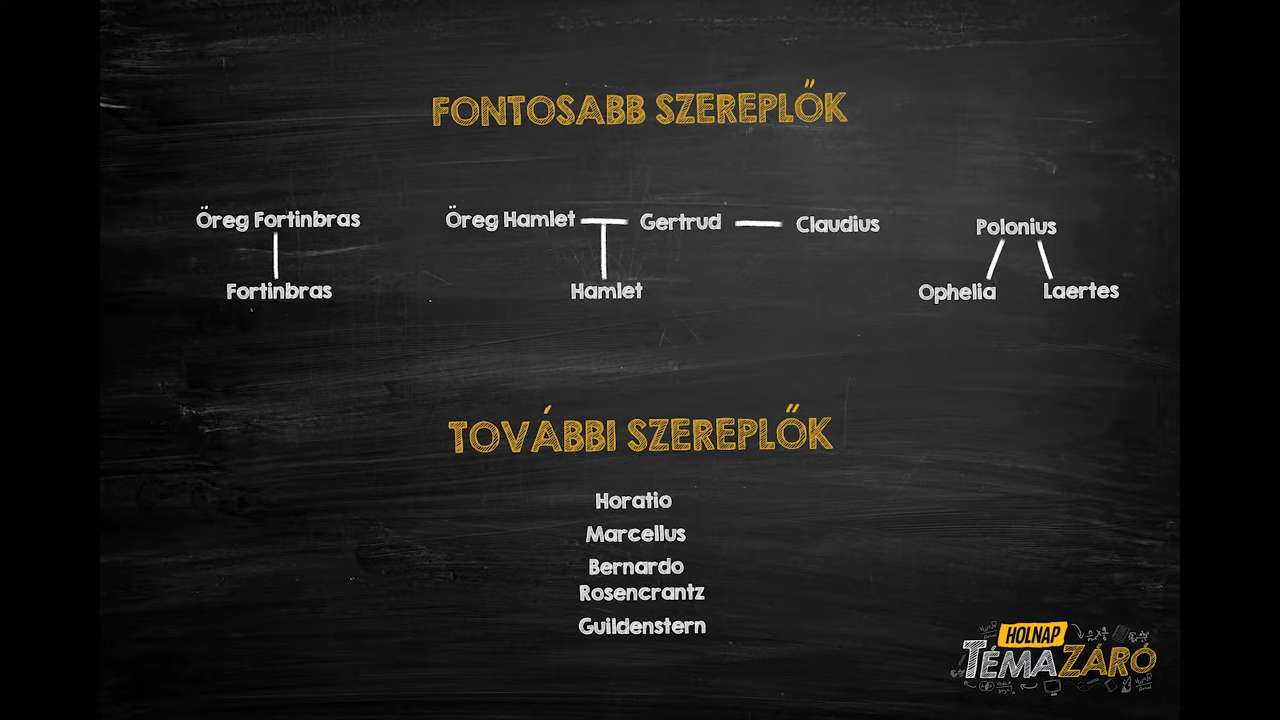 FONTOSABB SZEREPLŐK
Öreg Fortinbras Öreg Hamlet Gertrud Claudius Polonius
Fortinbras Hamlet Ophelia Laertes
TOVÁBBI SZEREPLŐK
Horatio
Marcellus
Bernardo
Rosencrantz
Guildenstern
HOLNAP
TÉMAZÁRÓ